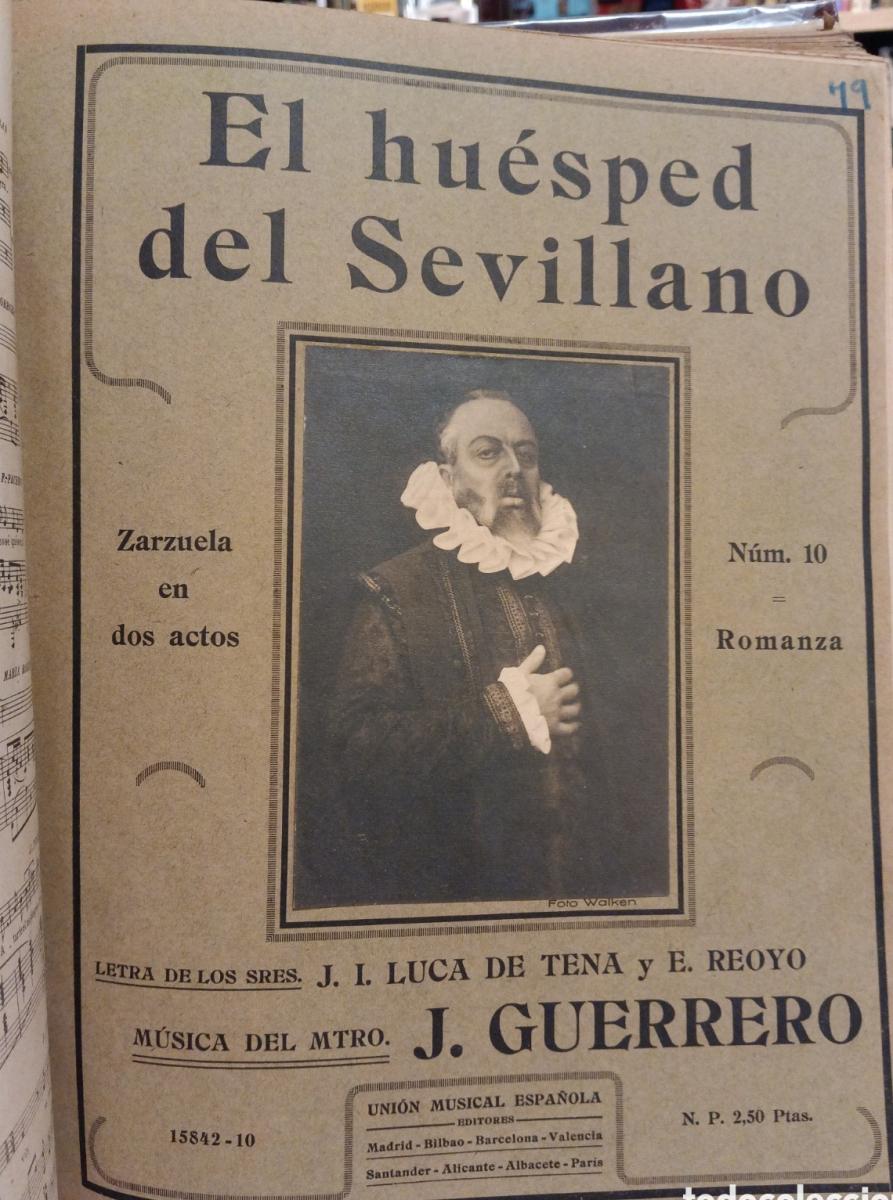 79
El huésped
del Sevillano
Zarzuela
en
dos actos
Núm. 10
=
Romanza
Foto Walken
LETRA DE LOS SRES. J. I. LUCA DE TENA y E. REOYO
MÚSICA DEL MTRO. J. GUERRERO
15842-10
UNIÓN MUSICAL ESPAÑOLA
EDITORES
Madrid - Bilbao - Barcelona - Valencia
Santander - Alicante - Albacete - París
N. P. 2,50 Ptas.